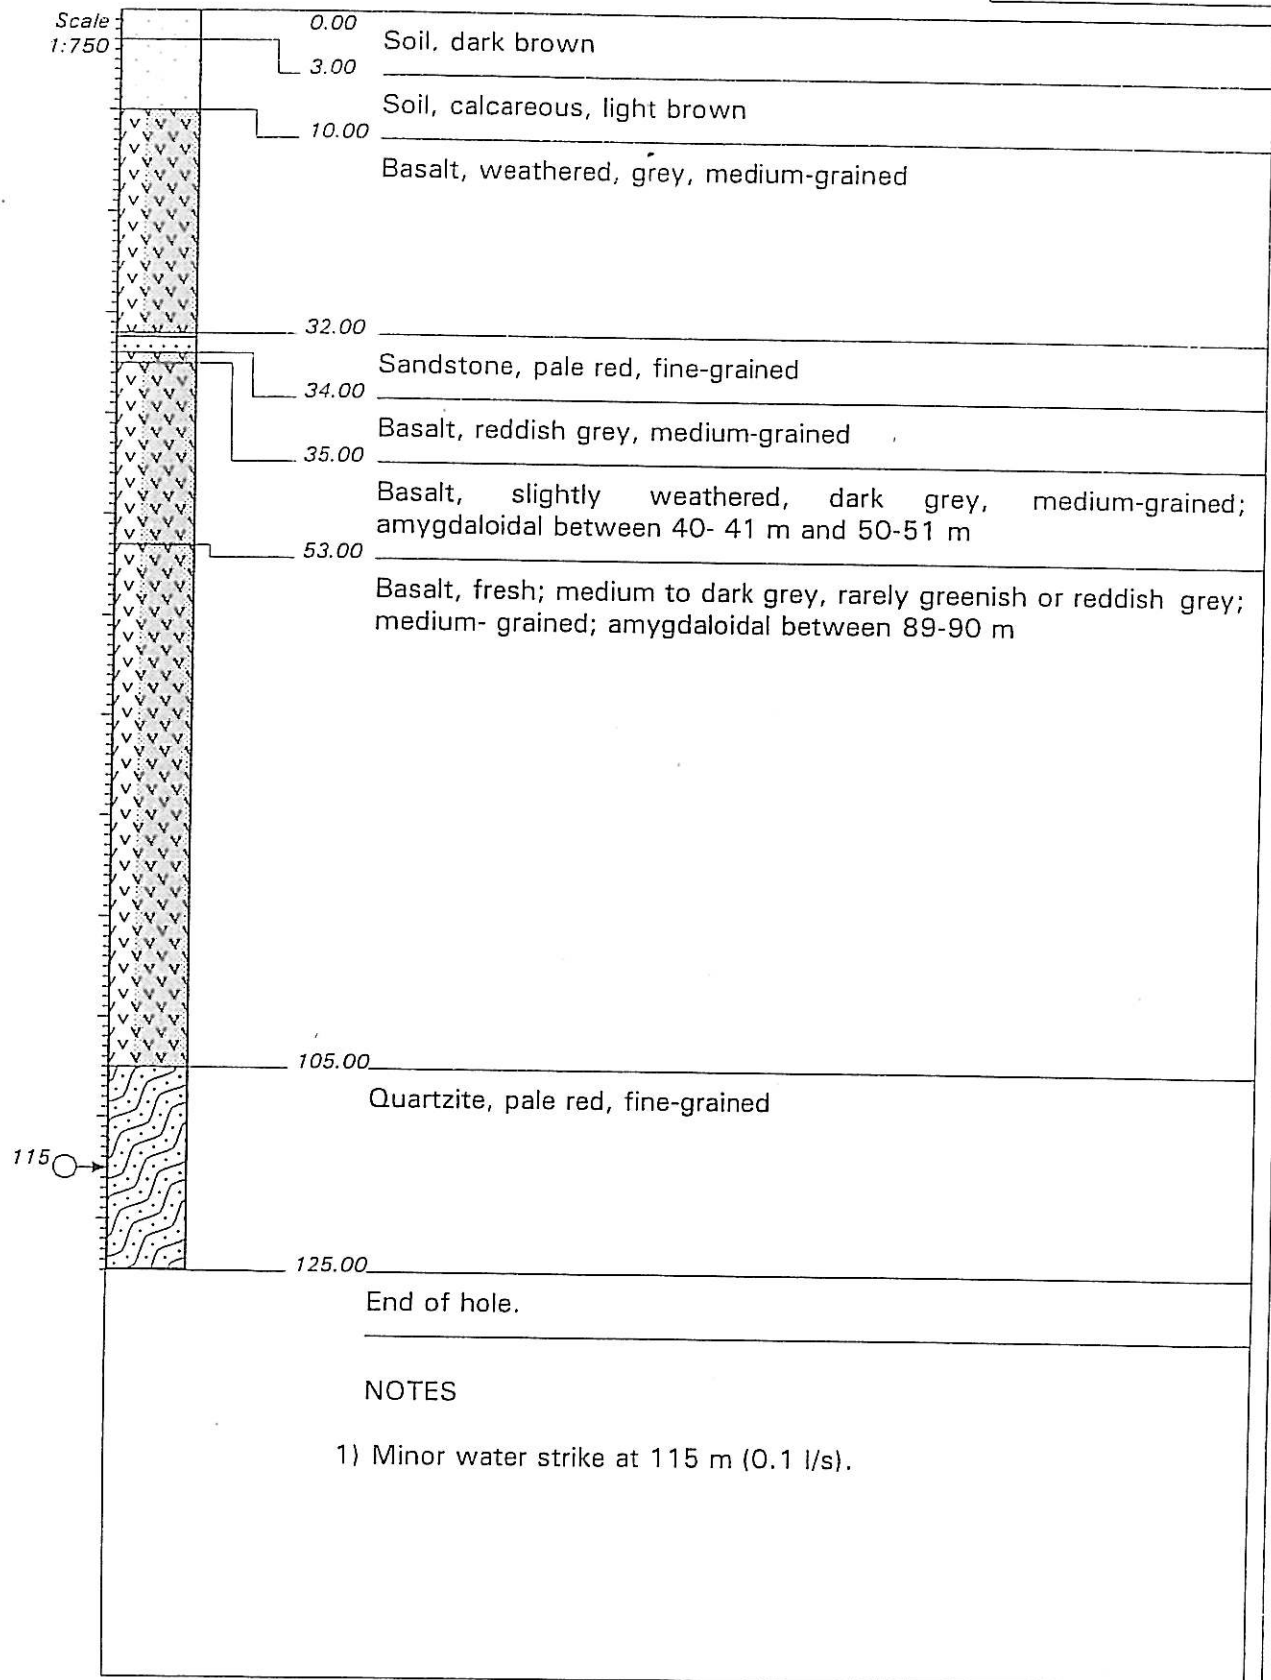 Scale
1:750
0.00
Soil, dark brown
3.00
Soil, calcareous, light brown
10.00
Basalt, weathered, grey, medium-grained
32.00
Sandstone, pale red, fine-grained
34.00
Basalt, reddish grey, medium-grained
35.00
Basalt, slightly weathered, dark grey, medium-grained;
amygdaloidal between 40- 41 m and 50-51 m
53.00
Basalt, fresh; medium to dark grey, rarely greenish or reddish grey;
medium- grained; amygdaloidal between 89-90 m
105.00
Quartzite, pale red, fine-grained
115
125.00
End of hole.
NOTES
1) Minor water strike at 115 m (0.1 l/s).